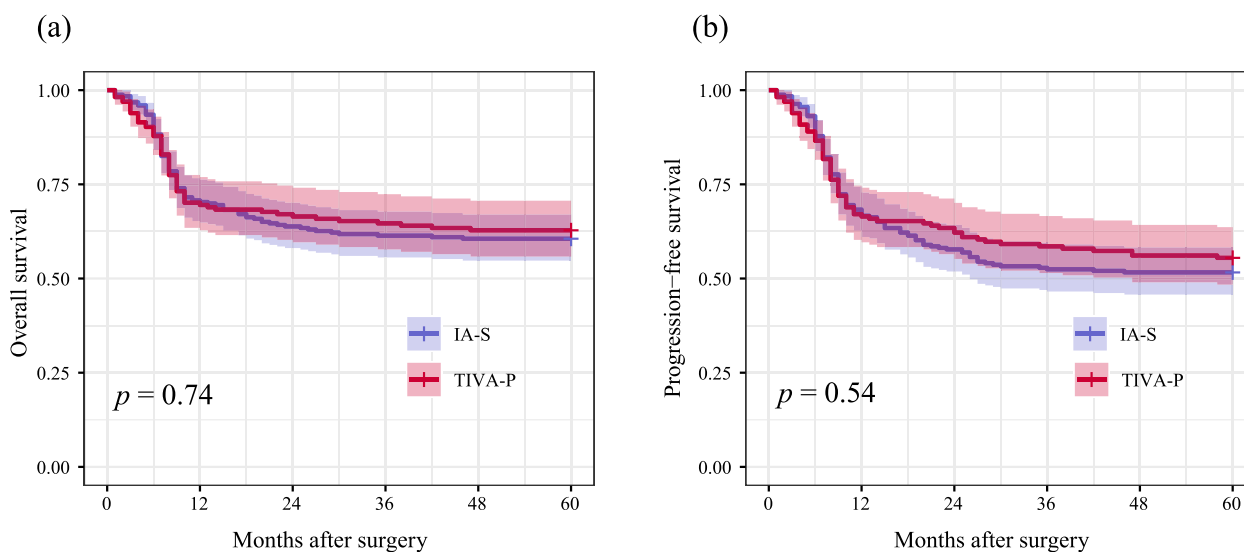 (a)
(b)
Overall survival
1.00
0.75
0.50
0.25
0.00
IA-S
TIVA-P
p = 0.74
0 12 24 36 48 60
Months after surgery
Progression-free survival
1.00
0.75
0.50
0.25
0.00
IA-S
TIVA-P
p = 0.54
0 12 24 36 48 60
Months after surgery